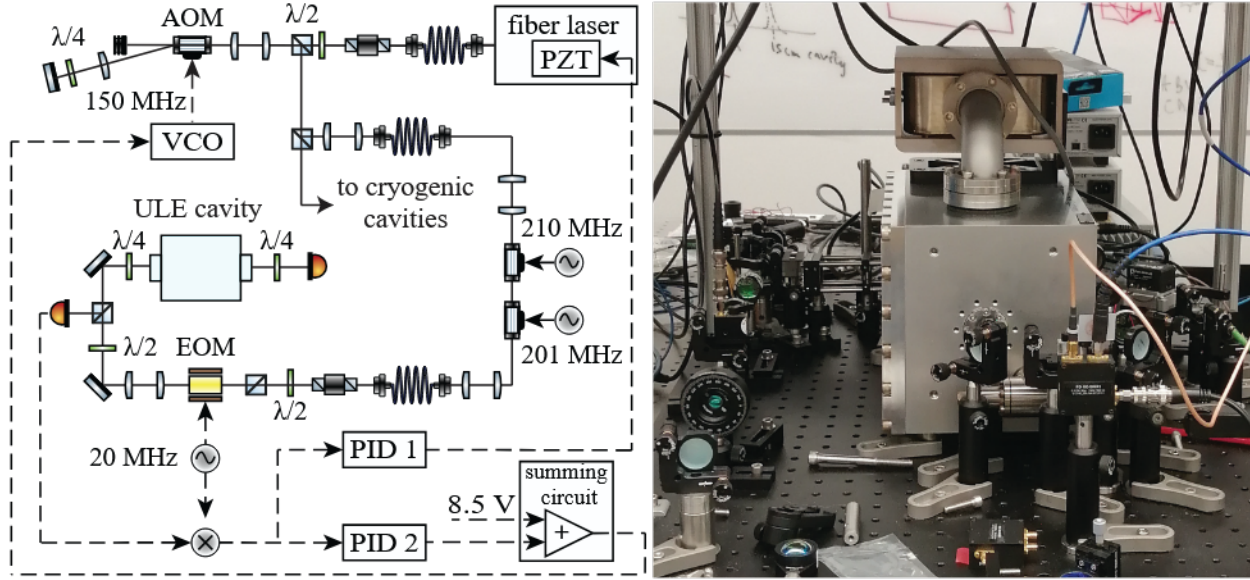 AOM
λ/2
λ/4
fiber laser
PZT
150 MHz
VCO
to cryogenic
cavities
ULE cavity
λ/4
λ/4
210 MHz
201 MHz
λ/2
EOM
λ/2
20 MHz
PID 1
8.5 V
summing
circuit
+
PID 2
15cm cavity